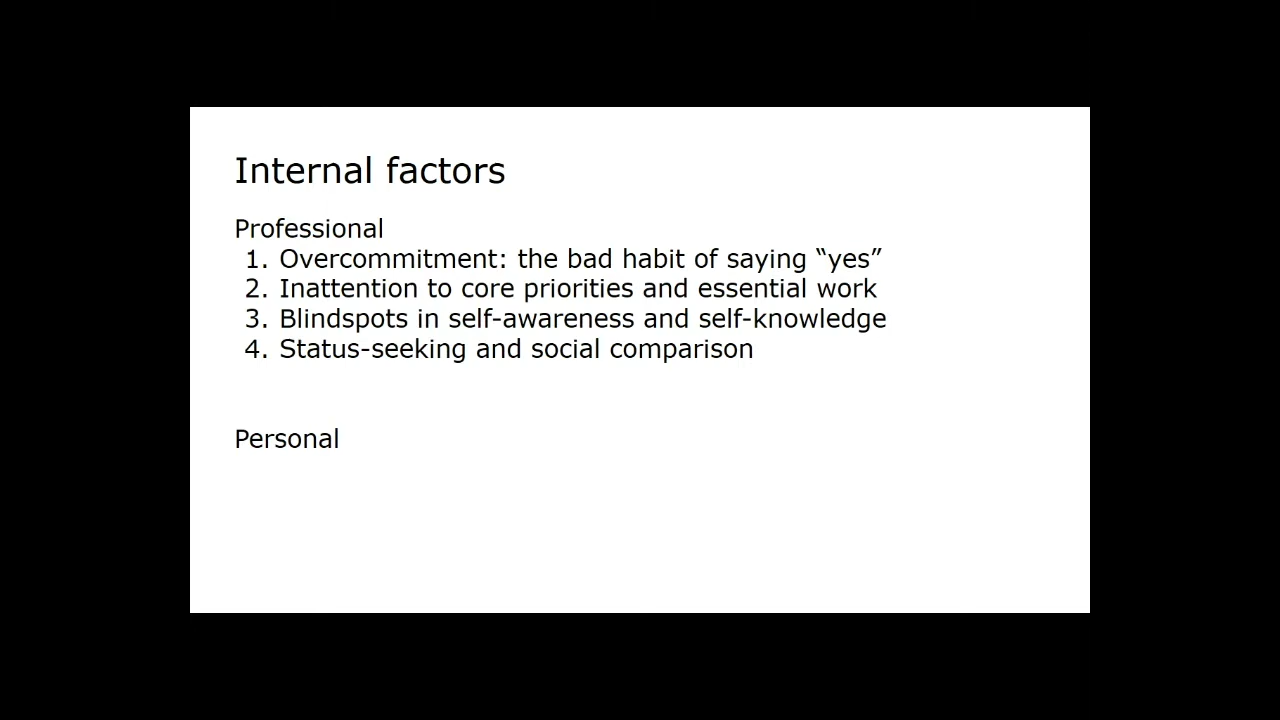 Internal factors
Professional
1. Overcommitment: the bad habit of saying “yes”
2. Inattention to core priorities and essential work
3. Blindspots in self-awareness and self-knowledge
4. Status-seeking and social comparison
Personal